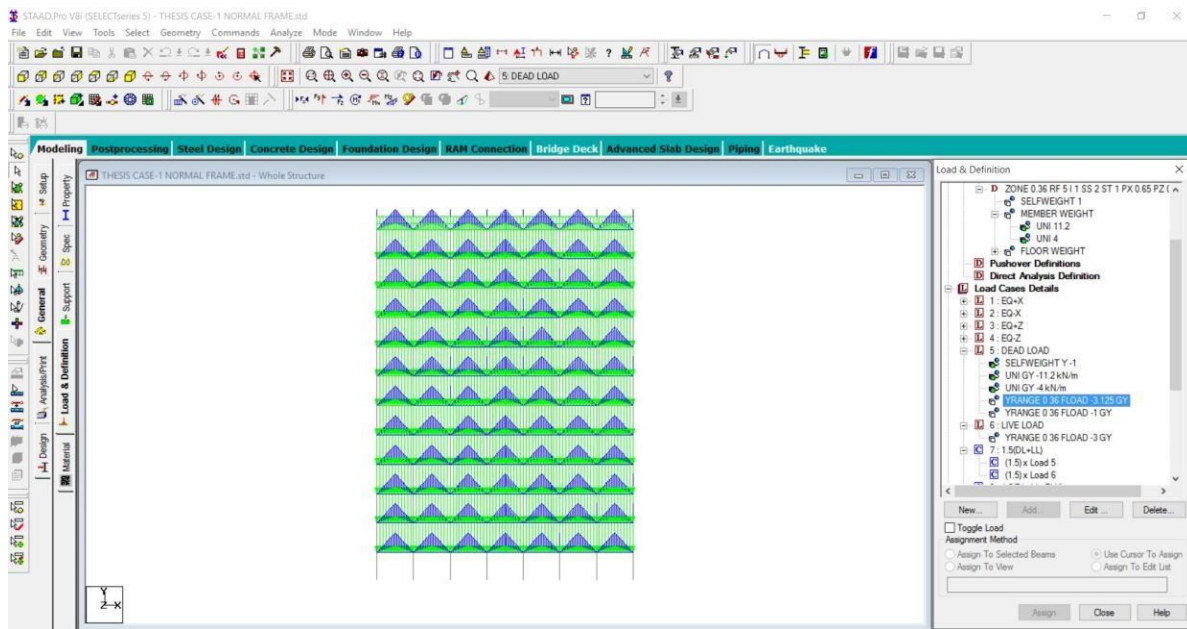 STAAD.Pro V8i (SELECTseries 5) - THESIS CASE-1 NORMAL FRAME.std - Whole Structure
File Edit View Tools Select Geometry Commands Analyze Mode Window Help
5: DEAD LOAD
Modeling Postprocessing Steel Design Concrete Design Foundation Design RAM Connection Bridge Deck Advanced Slab Design Piping Earthquake
Setup
Geometry
General
Analysis/Print
Design
Property
Spec
Support
Load & Definition
Material
THESIS CASE-1 NORMAL FRAME.std - Whole Structure
Y
Z X
Load & Definition
D ZONE 0.36 RF 5 I 1 SS 2 ST 1 PX 0.65 PZ (
SELFWEIGHT 1
MEMBER WEIGHT
UNI 11.2
UNI 4
FLOOR WEIGHT
D Pushover Definitions
D Direct Analysis Definition
L Load Cases Details
L 1 : EQ+X
L 2 : EQ-X
L 3 : EQ+Z
L 4 : EQ-Z
L 5 : DEAD LOAD
SELFWEIGHT Y -1
UNI GY -11.2 kN/m
UNI GY -4 kN/m
YRANGE 0 36 FLOAD -3.125 GY
YRANGE 0 36 FLOAD -1 GY
L 6 : LIVE LOAD
YRANGE 0 36 FLOAD -3 GY
C 7 : 1.5(DL+LL)
C (1.5) x Load 5
C (1.5) x Load 6
New... Add... Edit ... Delete...
Toggle Load
Assignment Method
Assign To Selected Beams Use Cursor To Assign
Assign To View Assign To Edit List
Assign Close Help